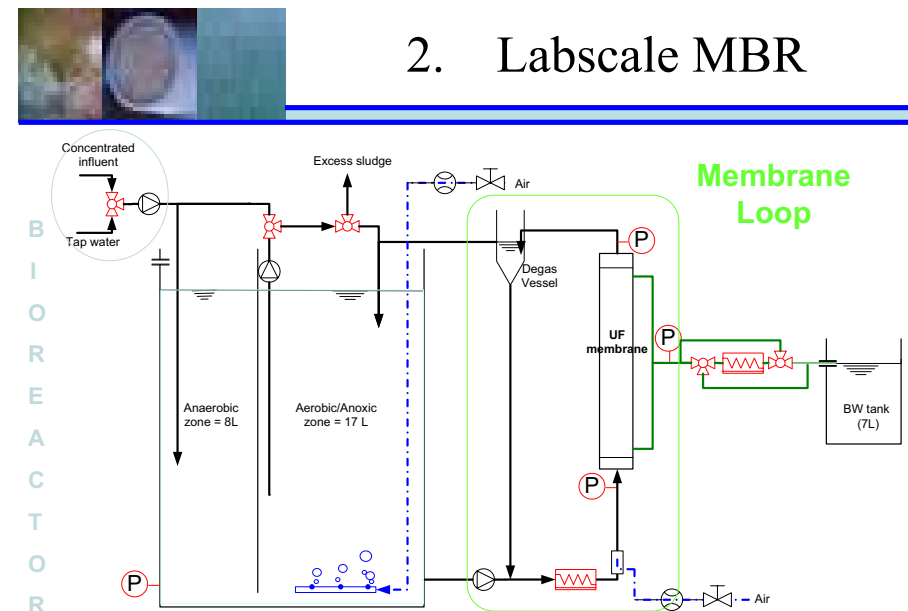 2. Labscale MBR
Concentrated
influent
Tap water
Excess sludge
Air
Membrane
Loop
B
I
O
R
E
A
C
T
O
R
Degas
Vessel
P
UF
membrane
P
Anaerobic
zone = 8L
Aerobic/Anoxic
zone = 17 L
BW tank
(7L)
P
P
Air